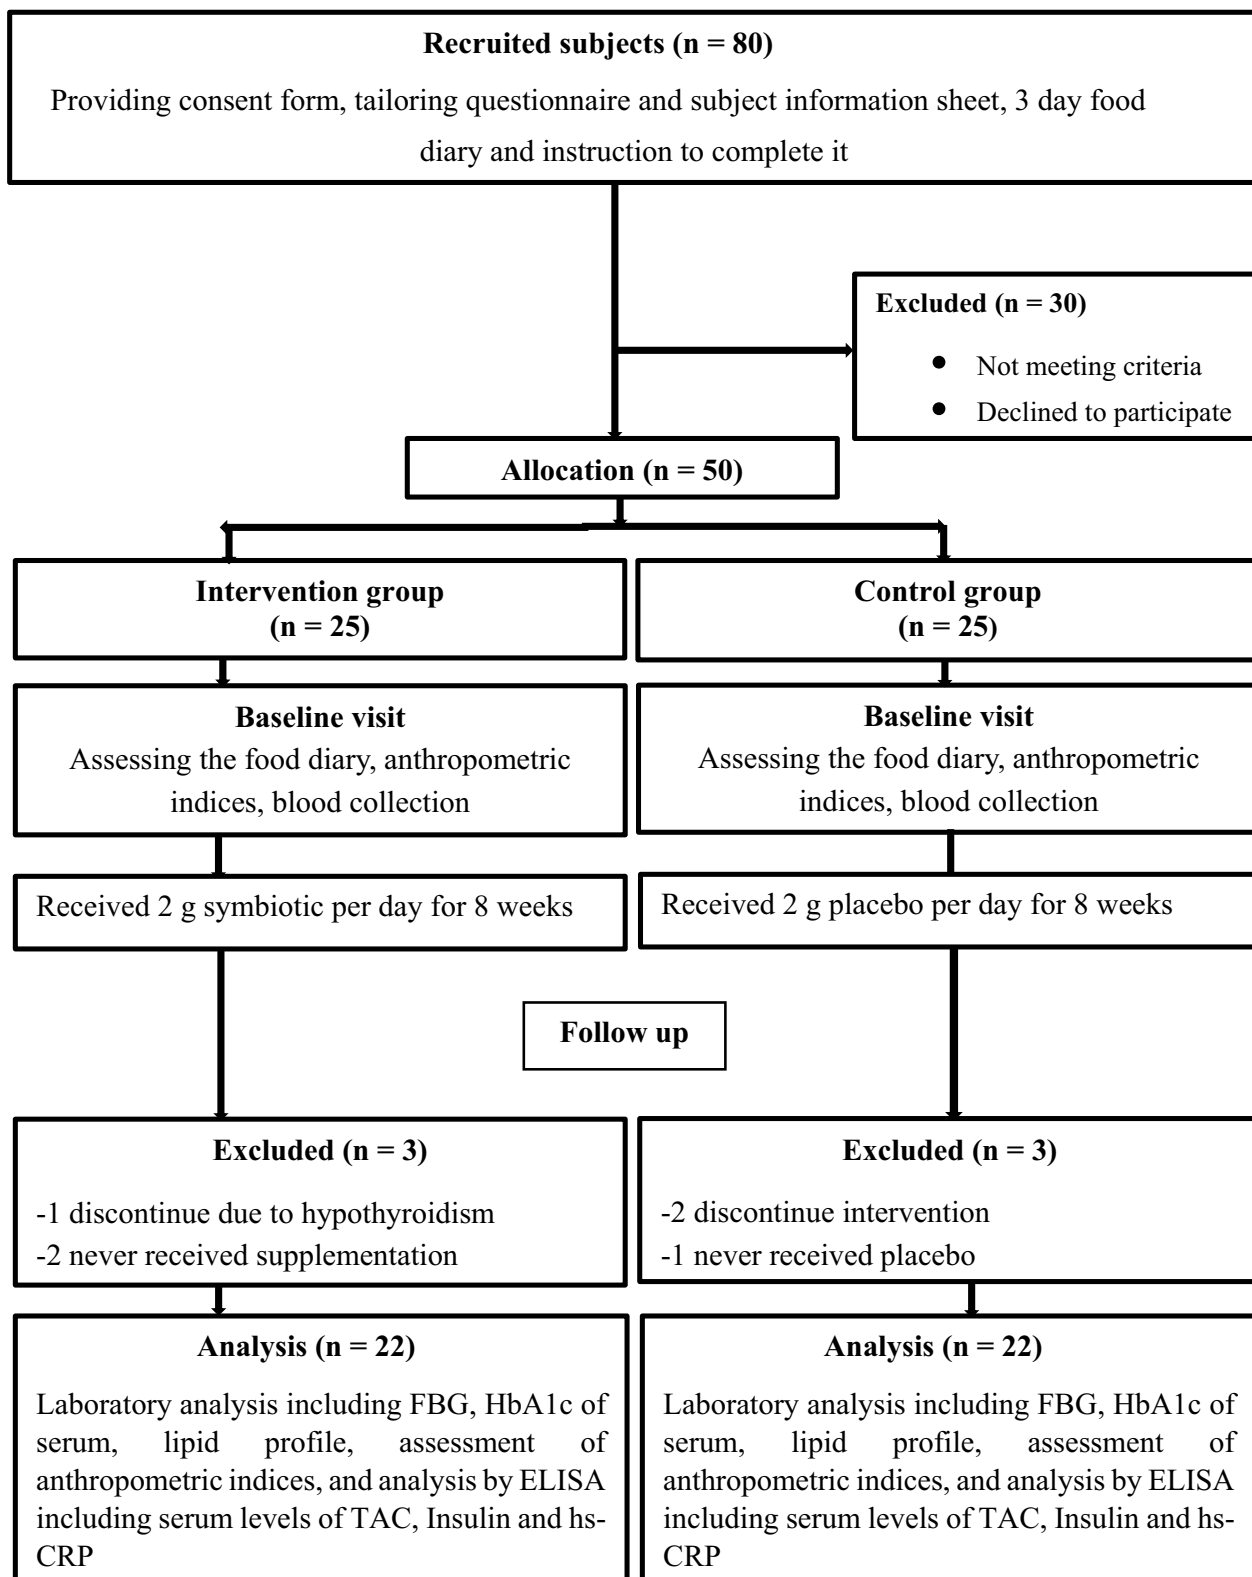 Recruited subjects (n = 80)
Providing consent form, tailoring questionnaire and subject information sheet, 3 day food
diary and instruction to complete it
Excluded (n = 30)
● Not meeting criteria
● Declined to participate
Allocation (n = 50)
Intervention group
(n = 25)
Control group
(n = 25)
Baseline visit
Assessing the food diary, anthropometric
indices, blood collection
Baseline visit
Assessing the food diary, anthropometric
indices, blood collection
Received 2 g symbiotic per day for 8 weeks
Received 2 g placebo per day for 8 weeks
Follow up
Excluded (n = 3)
-1 discontinue due to hypothyroidism
-2 never received supplementation
Excluded (n = 3)
-2 discontinue intervention
-1 never received placebo
Analysis (n = 22)
Laboratory analysis including FBG, HbA1c of
serum, lipid profile, assessment of
anthropometric indices, and analysis by ELISA
including serum levels of TAC, Insulin and hs-
CRP
Analysis (n = 22)
Laboratory analysis including FBG, HbA1c of
serum, lipid profile, assessment of
anthropometric indices, and analysis by ELISA
including serum levels of TAC, Insulin and hs-
CRP